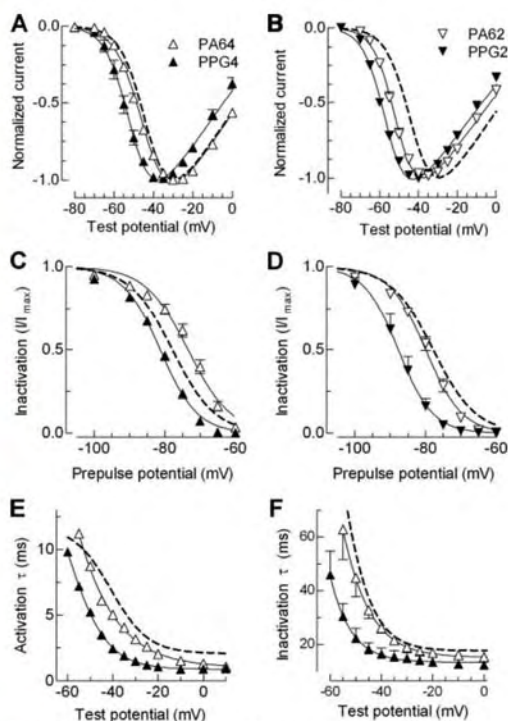 A
△ PA64
▲ PPG4
0.0
-0.5
-1.0
Normalized current
-80 -60 -40 -20 0
Test potential (mV)
B
▽ PA62
▼ PPG2
0.0
-0.5
-1.0
Normalized current
-80 -60 -40 -20 0
Test potential (mV)
C
1.0
0.5
0.0
Inactivation (I/Imax)
-100 -80 -60
Prepulse potential (mV)
D
1.0
0.5
0.0
Inactivation (I/Imax)
-100 -80 -60
Prepulse potential (mV)
E
10
5
0
Activation τ (ms)
-60 -40 -20 0
Test potential (mV)
F
60
40
20
Inactivation τ (ms)
-60 -40 -20 0
Test potential (mV)